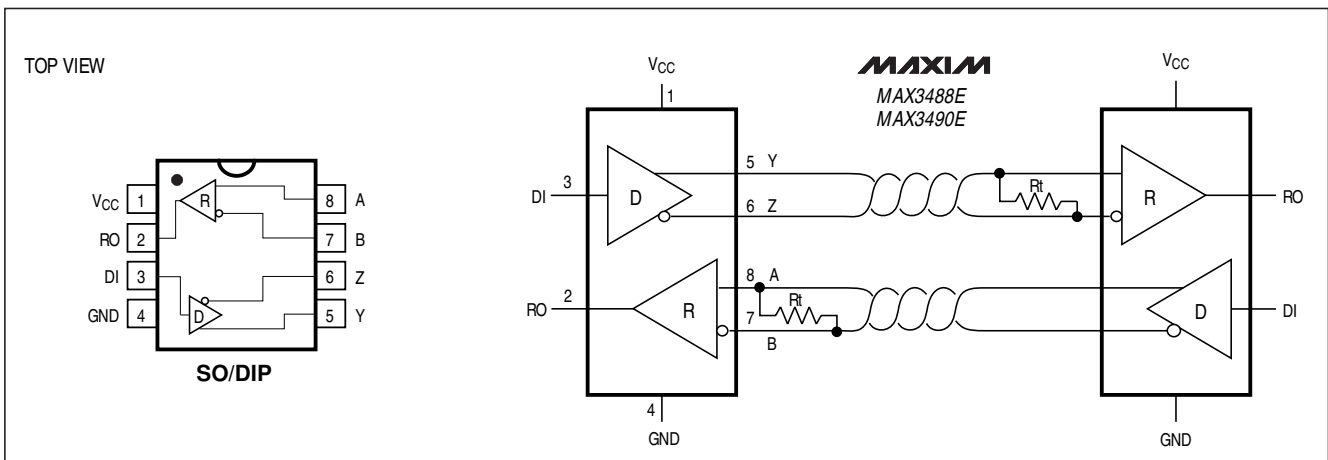 TOP VIEW
VCC 1
RO 2
DI 3
GND 4
8 A
7 B
6 Z
5 Y
R
D
SO/DIP
MAXIM
MAX3488E
MAX3490E
VCC
1
DI 3
D
5 Y
6 Z
Rt
R
RO
VCC
RO 2
R
8 A
7
B
Rt
D
DI
4
GND
GND